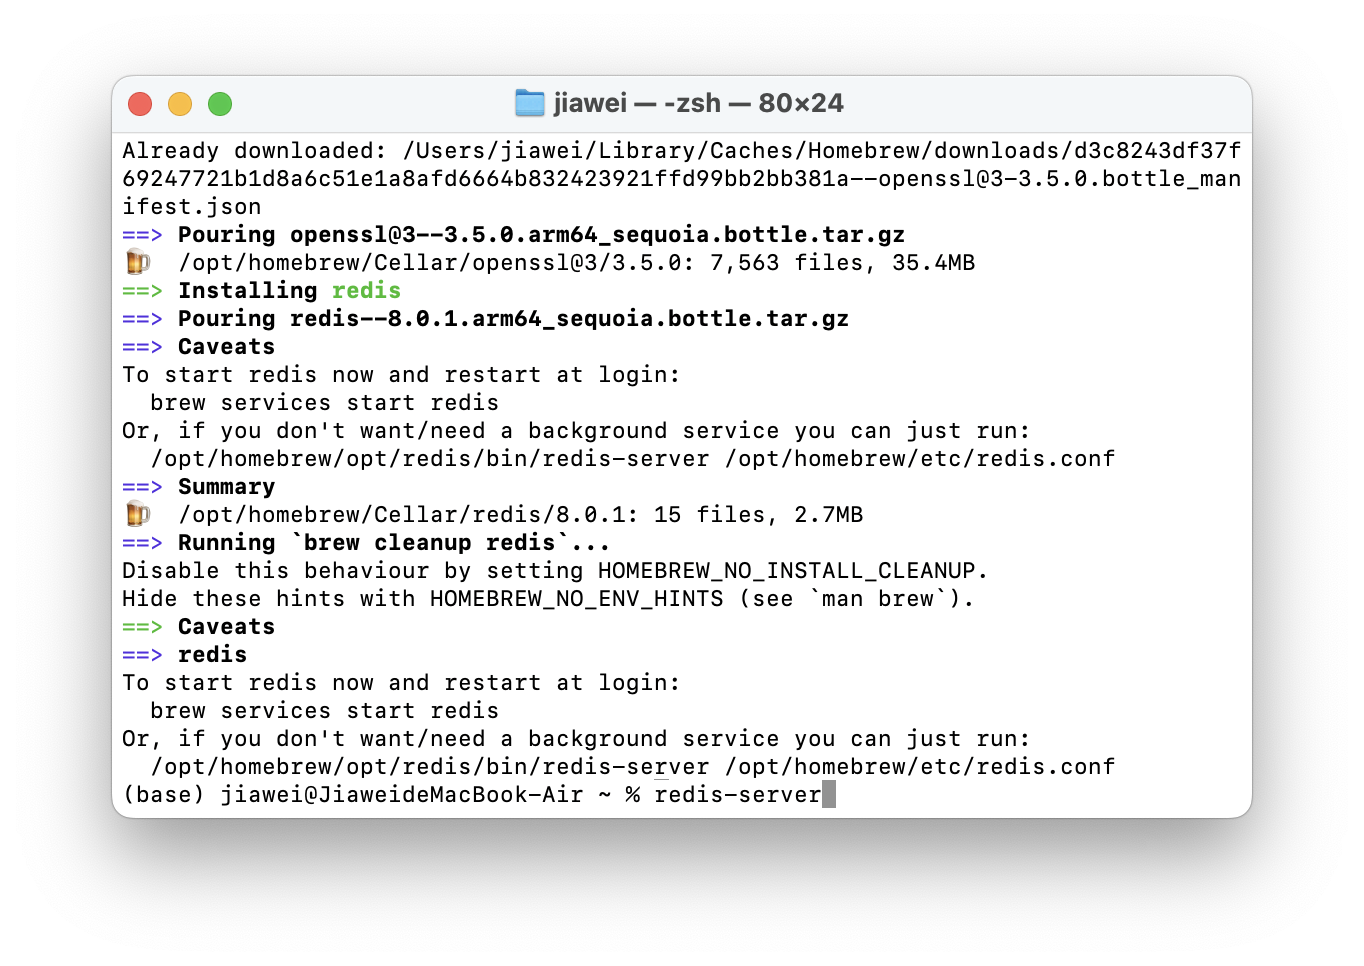 jiawei — -zsh — 80×24
Already downloaded: /Users/jiawei/Library/Caches/Homebrew/downloads/d3c8243df37f
69247721b1d8a6c51e1a8afd6664b832423921ffd99bb2bb381a--openssl@3-3.5.0.bottle_man
ifest.json
==> Pouring openssl@3--3.5.0.arm64_sequoia.bottle.tar.gz
🍺  /opt/homebrew/Cellar/openssl@3/3.5.0: 7,563 files, 35.4MB
==> Installing redis
==> Pouring redis--8.0.1.arm64_sequoia.bottle.tar.gz
==> Caveats
To start redis now and restart at login:
  brew services start redis
Or, if you don't want/need a background service you can just run:
  /opt/homebrew/opt/redis/bin/redis-server /opt/homebrew/etc/redis.conf
==> Summary
🍺  /opt/homebrew/Cellar/redis/8.0.1: 15 files, 2.7MB
==> Running `brew cleanup redis`...
Disable this behaviour by setting HOMEBREW_NO_INSTALL_CLEANUP.
Hide these hints with HOMEBREW_NO_ENV_HINTS (see `man brew`).
==> Caveats
==> redis
To start redis now and restart at login:
  brew services start redis
Or, if you don't want/need a background service you can just run:
  /opt/homebrew/opt/redis/bin/redis-server /opt/homebrew/etc/redis.conf
(base) jiawei@JiaweideMacBook-Air ~ % redis-server